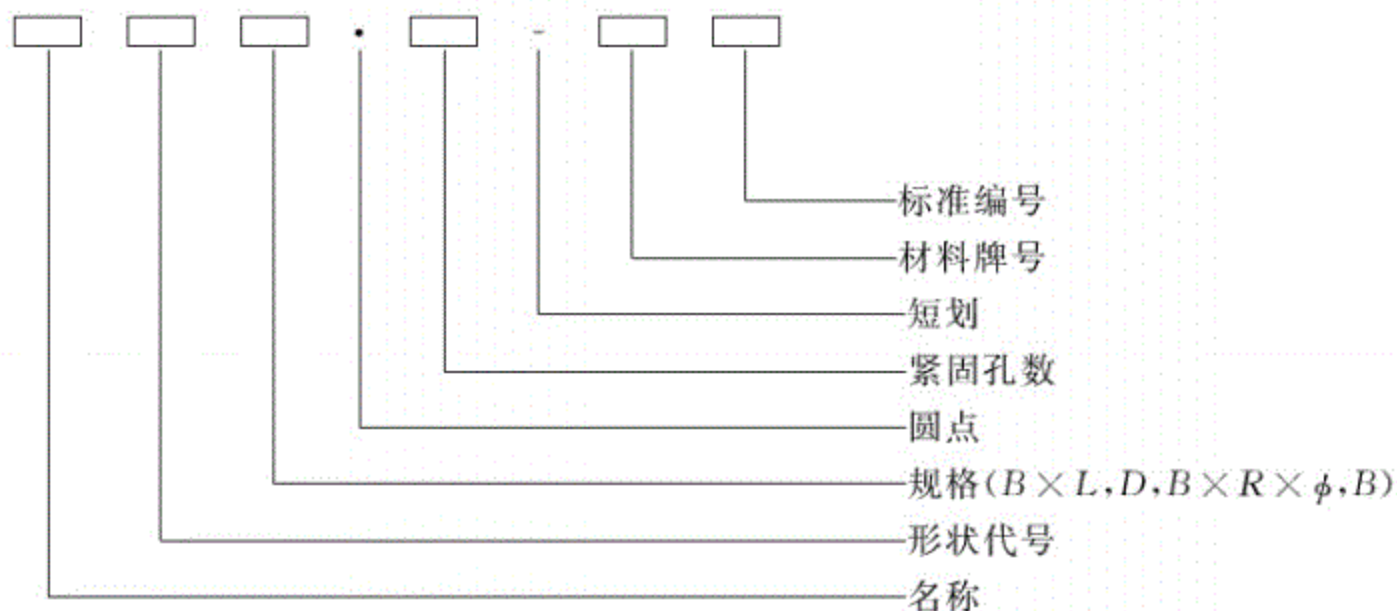 • -
标准编号
材料牌号
短划
紧固孔数
圆点
规格(B×L,D,B×R×ϕ,B)
形状代号
名称